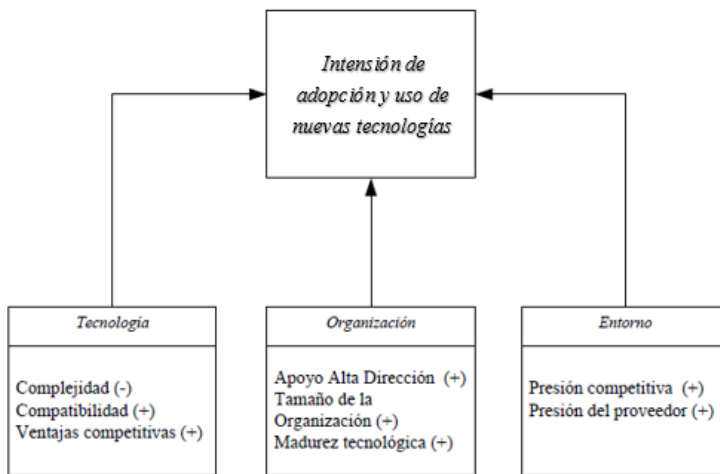 Intensión de
adopción y uso de
nuevas tecnologías
Tecnología
Complejidad (-)
Compatibilidad (+)
Ventajas competitivas (+)
Organización
Apoyo Alta Dirección (+)
Tamaño de la
Organización (+)
Madurez tecnológica (+)
Entorno
Presión competitiva (+)
Presión del proveedor (+)